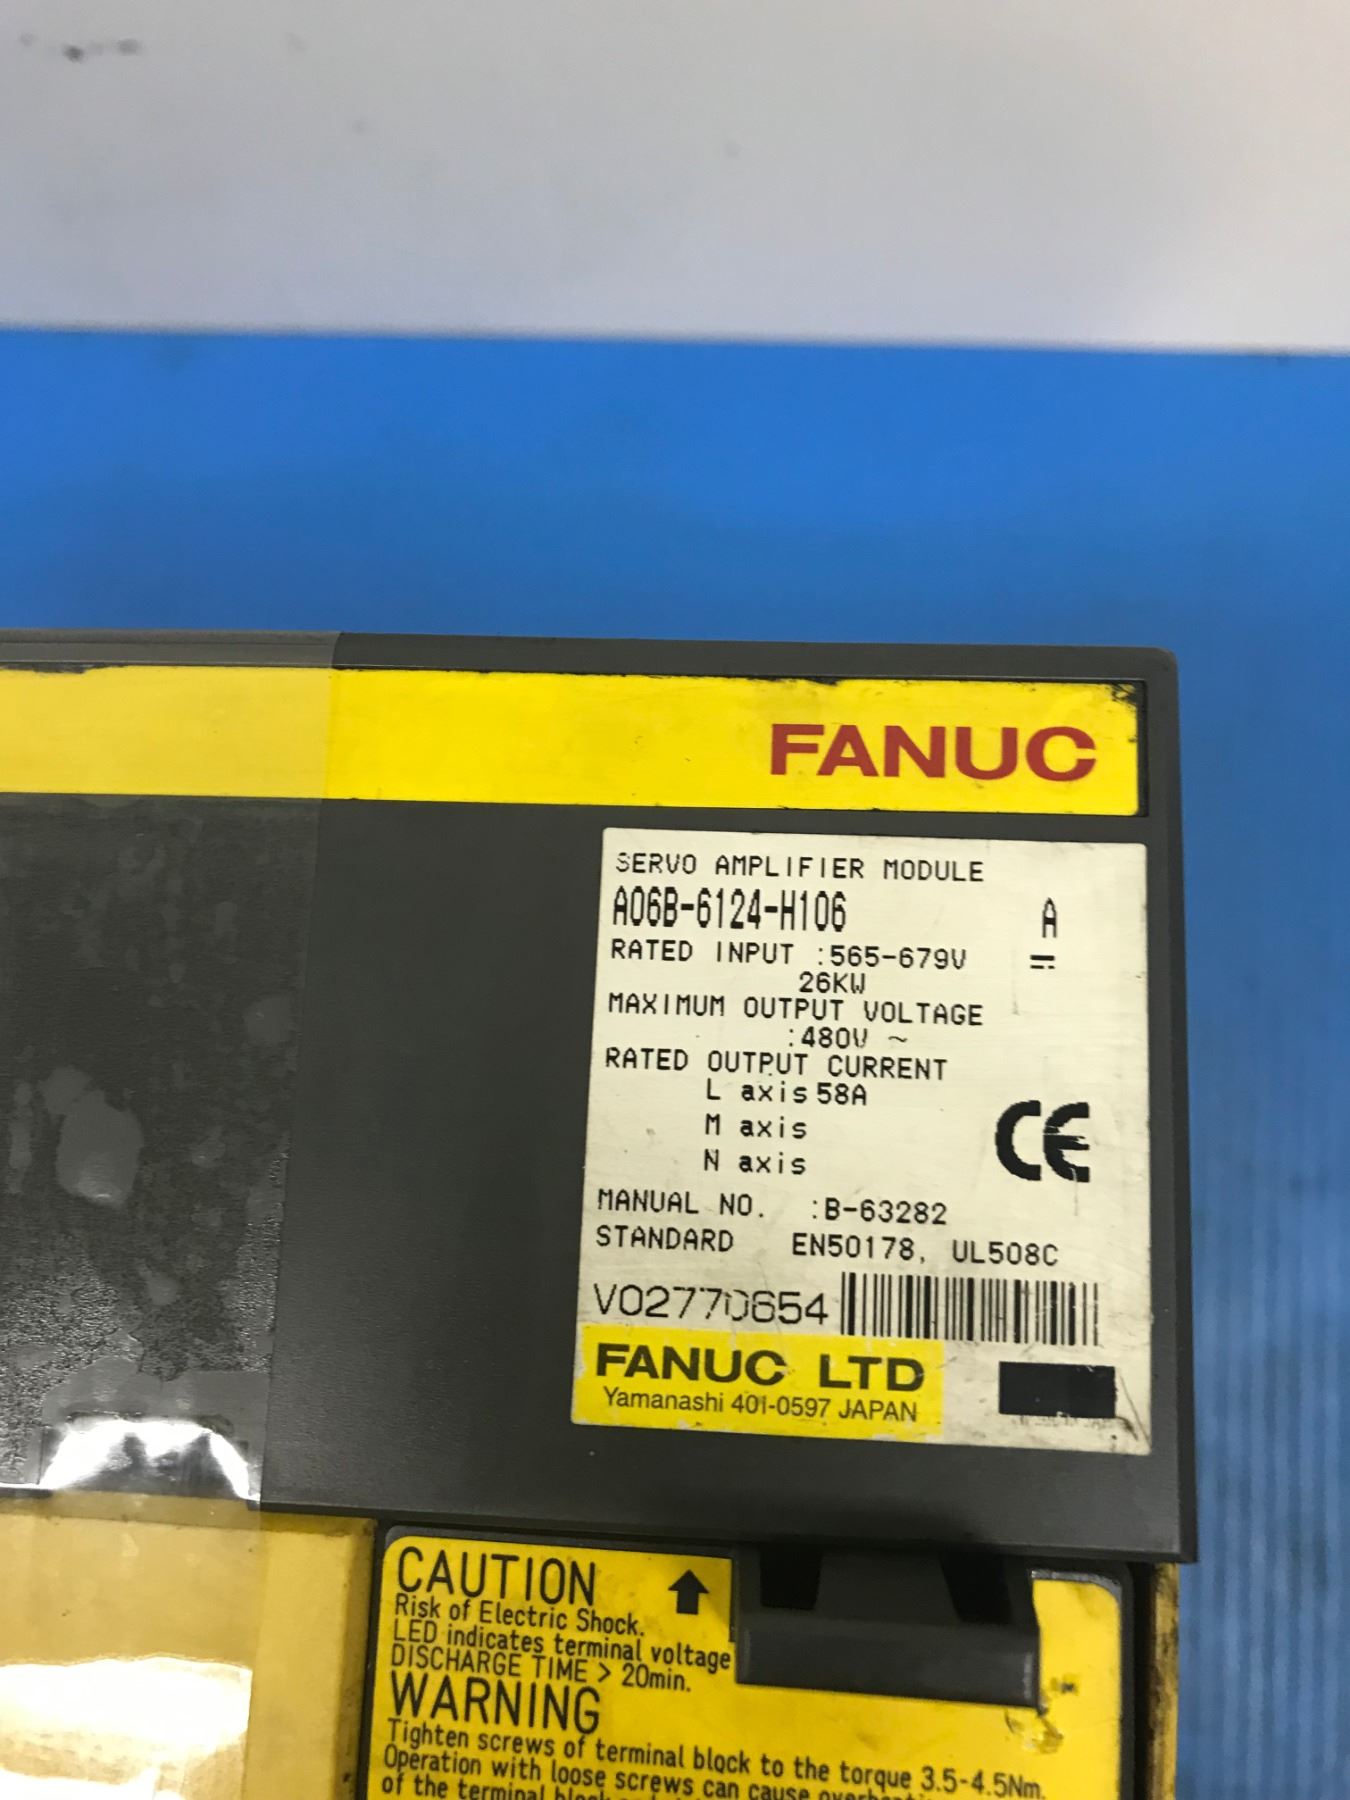 FANUC
SERVO AMPLIFIER MODULE
A06B-6124-H106 A
RATED INPUT :565-679V ⎓
26KW
MAXIMUM OUTPUT VOLTAGE
:480V ~
RATED OUTPUT CURRENT
L axis 58A
M axis
N axis
CE
MANUAL NO. :B-63282
STANDARD EN50178, UL508C
V02770654
FANUC LTD
Yamanashi 401-0597 JAPAN
CAUTION
Risk of Electric Shock.
LED indicates terminal voltage
DISCHARGE TIME > 20min.
WARNING
Tighten screws of terminal block to the torque 3.5-4.5Nm.
Operation with loose screws can cause
of the terminal